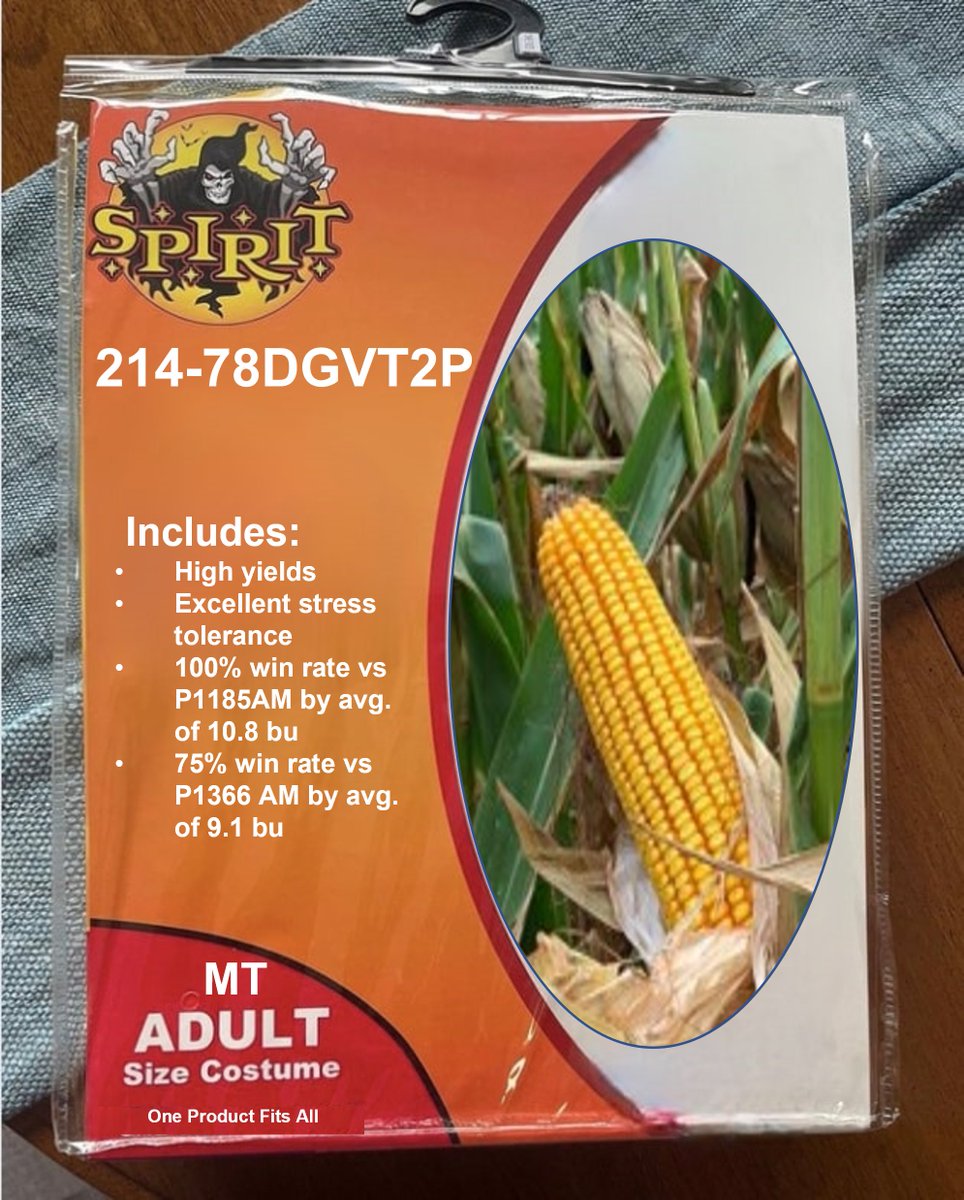 SPIRIT
214-78DGVT2P
Includes:
• High yields
• Excellent stress
tolerance
• 100% win rate vs
P1185AM by avg.
of 10.8 bu
• 75% win rate vs
P1366 AM by avg.
of 9.1 bu
MT
ADULT
Size Costume
One Product Fits All